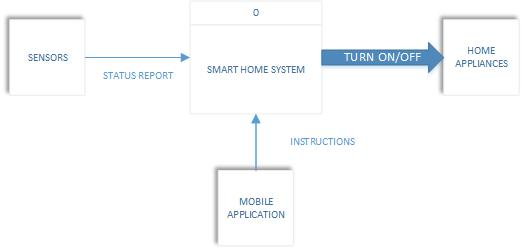 0
SENSORS
STATUS REPORT
SMART HOME SYSTEM
TURN ON/OFF
HOME
APPLIANCES
INSTRUCTIONS
MOBILE
APPLICATION